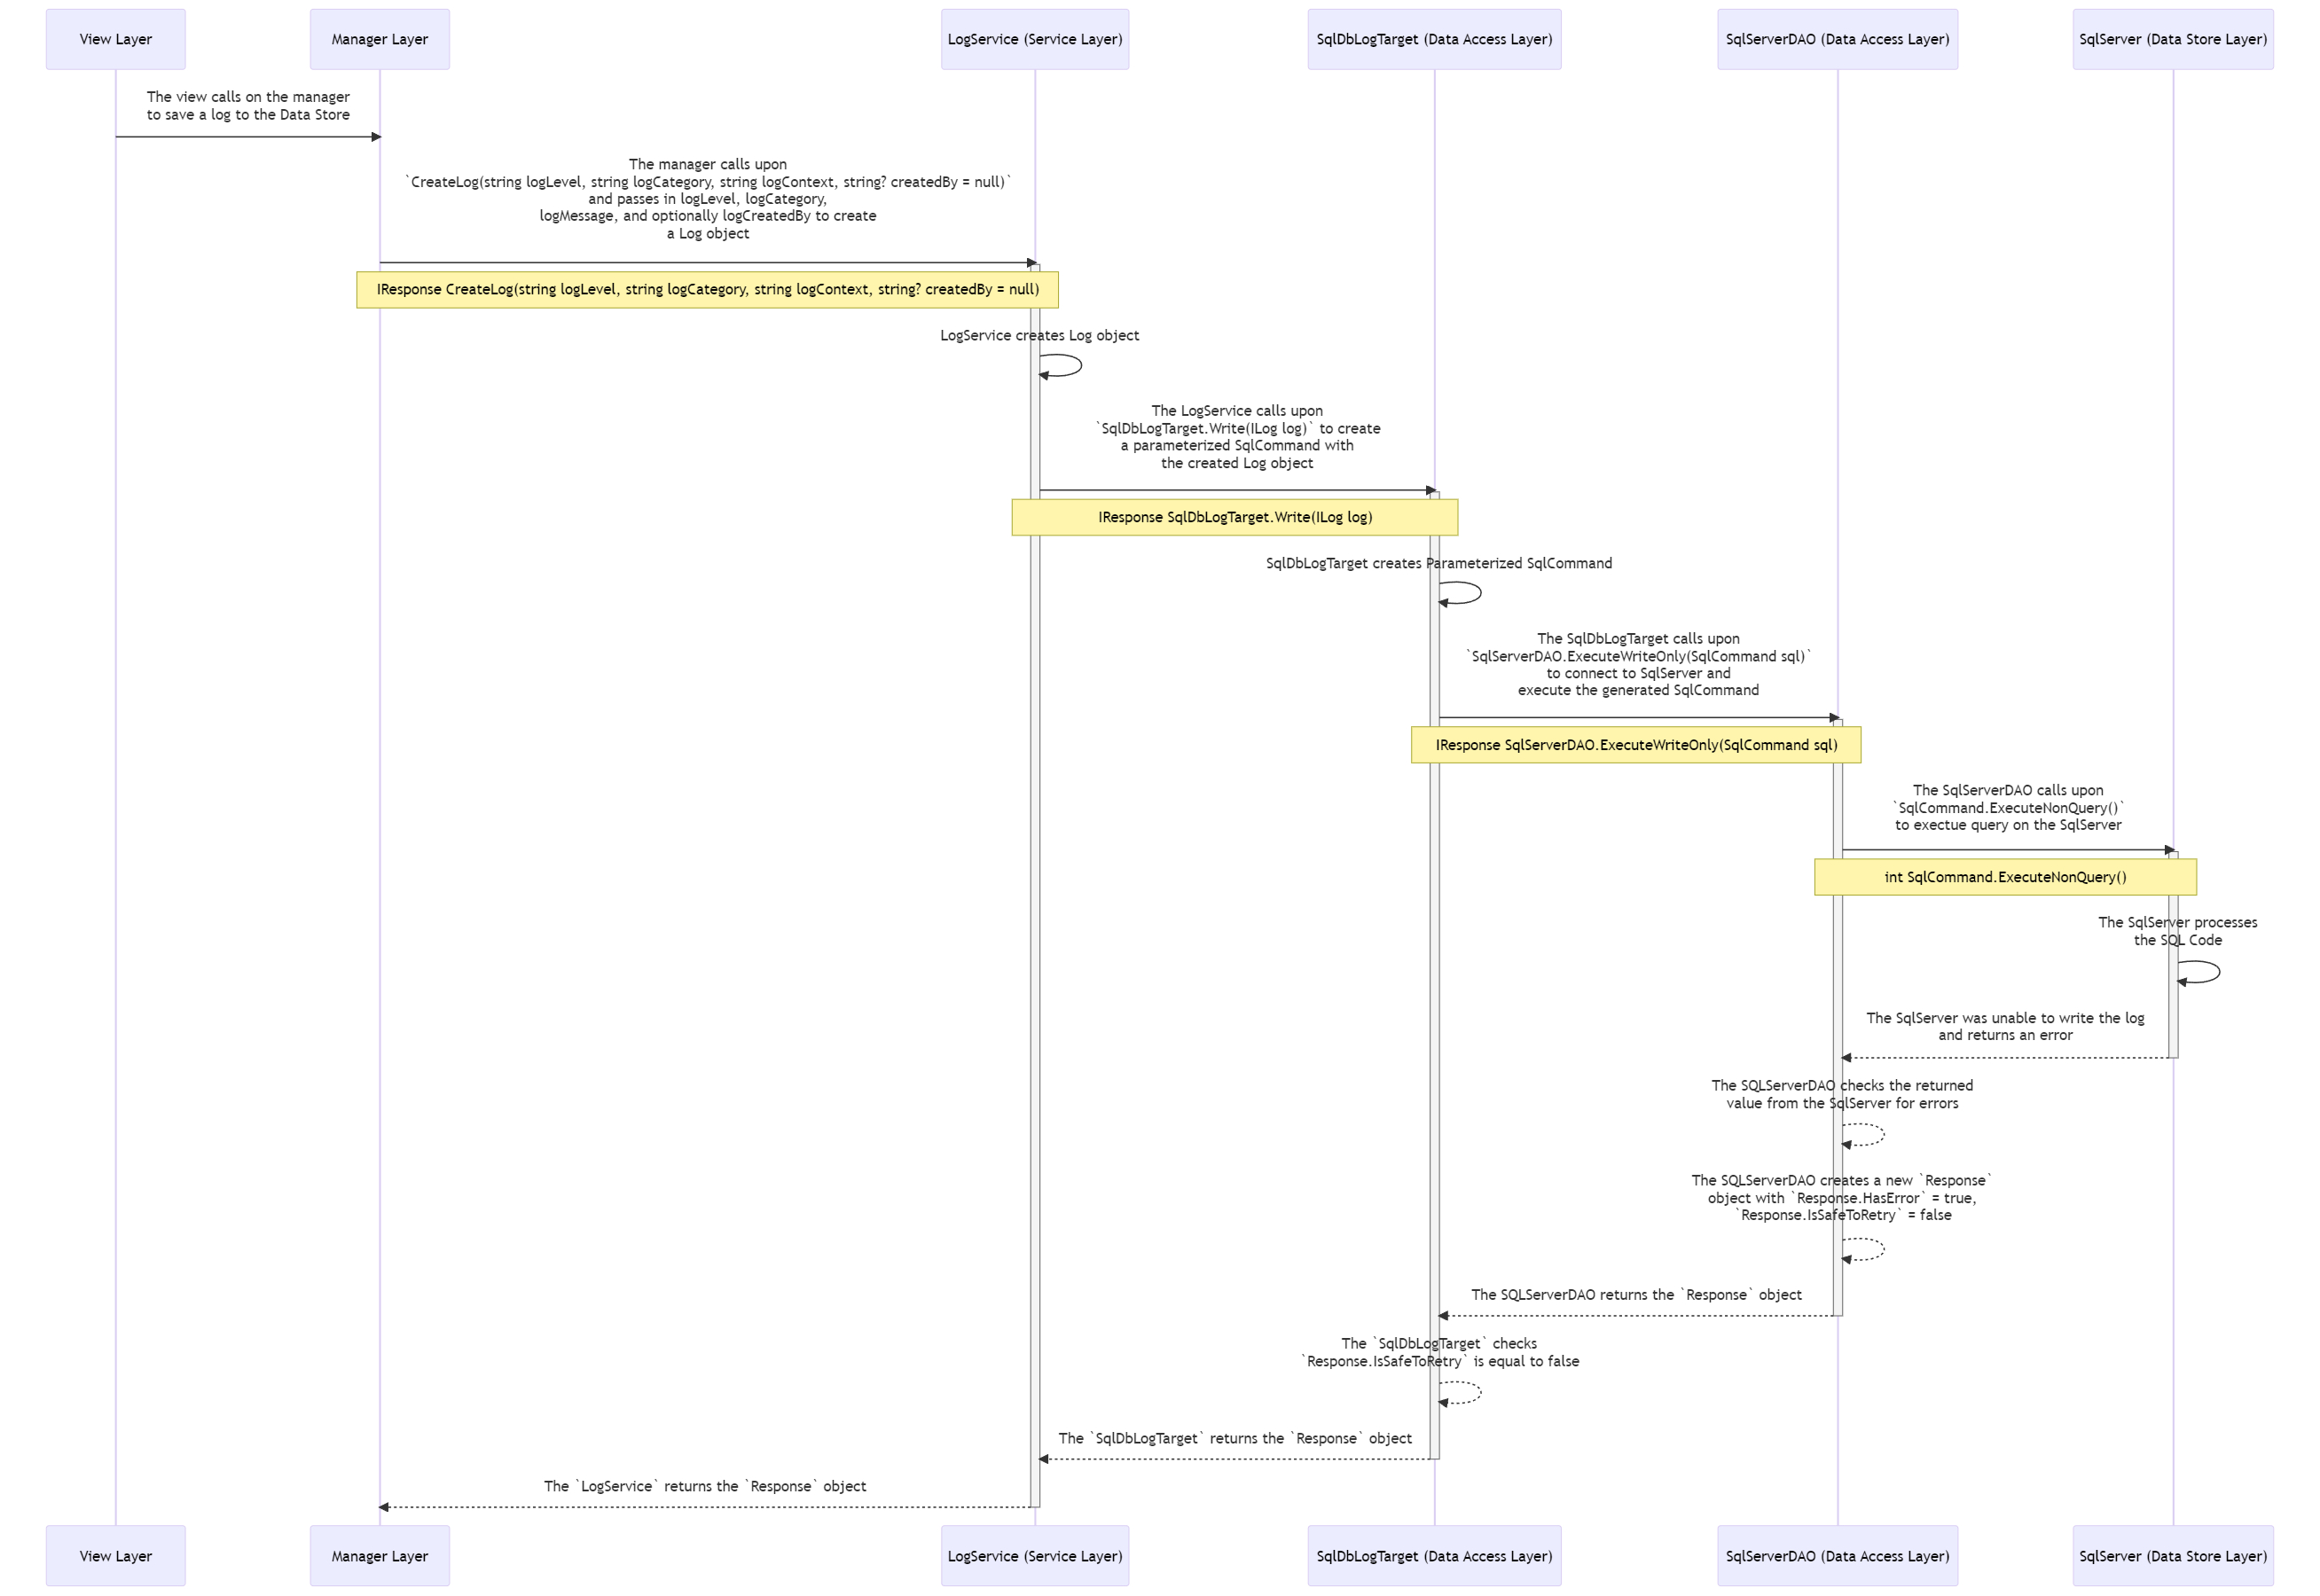 View Layer
Manager Layer
LogService (Service Layer)
SqlDbLogTarget (Data Access Layer)
SqlServerDAO (Data Access Layer)
SqlServer (Data Store Layer)
The view calls on the manager
to save a log to the Data Store
The manager calls upon
`CreateLog(string logLevel, string logCategory, string logContext, string? createdBy = null)`
and passes in logLevel, logCategory,
logMessage, and optionally logCreatedBy to create
a Log object
IResponse CreateLog(string logLevel, string logCategory, string logContext, string? createdBy = null)
LogService creates Log object
The LogService calls upon
`SqlDbLogTarget.Write(ILog log)` to create
a parameterized SqlCommand with
the created Log object
IResponse SqlDbLogTarget.Write(ILog log)
SqlDbLogTarget creates Parameterized SqlCommand
The SqlDbLogTarget calls upon
`SqlServerDAO.ExecuteWriteOnly(SqlCommand sql)`
to connect to SqlServer and
execute the generated SqlCommand
IResponse SqlServerDAO.ExecuteWriteOnly(SqlCommand sql)
The SqlServerDAO calls upon
`SqlCommand.ExecuteNonQuery()`
to exectue query on the SqlServer
int SqlCommand.ExecuteNonQuery()
The SqlServer processes
the SQL Code
The SqlServer was unable to write the log
and returns an error
The SQLServerDAO checks the returned
value from the SqlServer for errors
The SQLServerDAO creates a new `Response`
object with `Response.HasError` = true,
`Response.IsSafeToRetry` = false
The SQLServerDAO returns the `Response` object
The `SqlDbLogTarget` checks
`Response.IsSafeToRetry` is equal to false
The `SqlDbLogTarget` returns the `Response` object
The `LogService` returns the `Response` object
View Layer
Manager Layer
LogService (Service Layer)
SqlDbLogTarget (Data Access Layer)
SqlServerDAO (Data Access Layer)
SqlServer (Data Store Layer)